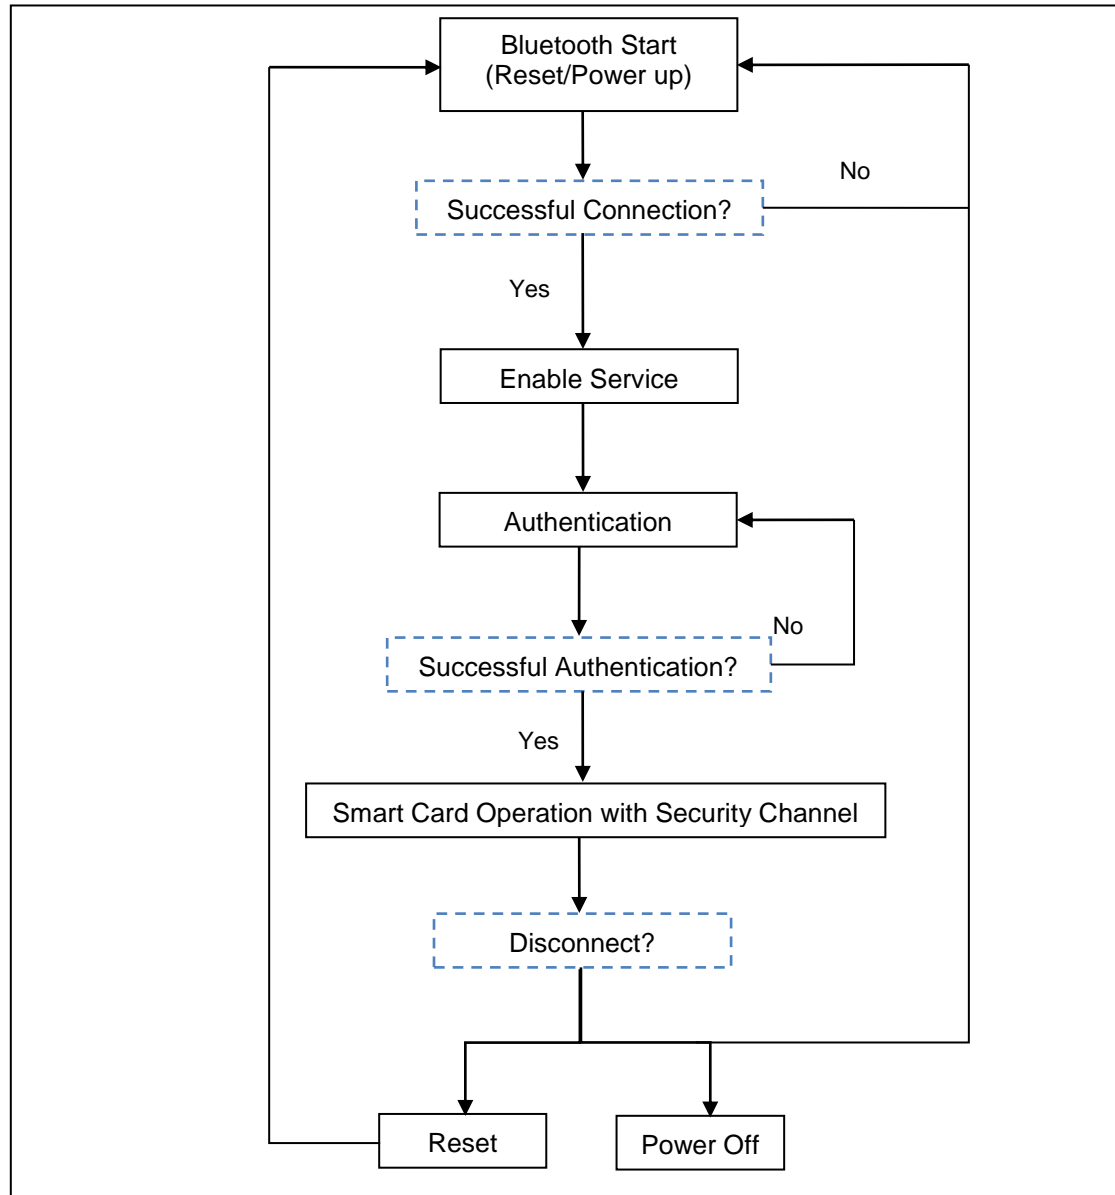 Bluetooth Start
(Reset/Power up)
No
Successful Connection?
Yes
Enable Service
Authentication
No
Successful Authentication?
Yes
Smart Card Operation with Security Channel
Disconnect?
Reset
Power Off